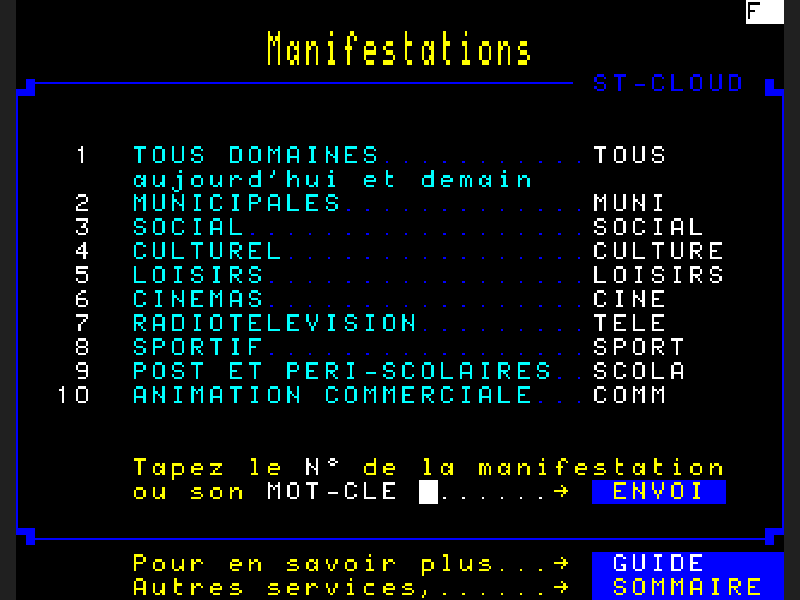 F
Manifestations
ST-CLOUD
1 TOUS DOMAINES........... TOUS
aujourd'hui et demain
2 MUNICIPALES............. MUNI
3 SOCIAL.................. SOCIAL
4 CULTUREL................ CULTURE
5 LOISIRS................. LOISIRS
6 CINEMAS................. CINE
7 RADIOTELEVISION......... TELE
8 SPORTIF................. SPORT
9 POST ET PERI-SCOLAIRES.. SCOLA
10 ANIMATION COMMERCIALE... COMM
Tapez le N° de la manifestation
ou son MOT-CLE ......→ ENVOI
Pour en savoir plus...→ GUIDE
Autres services,......→ SOMMAIRE